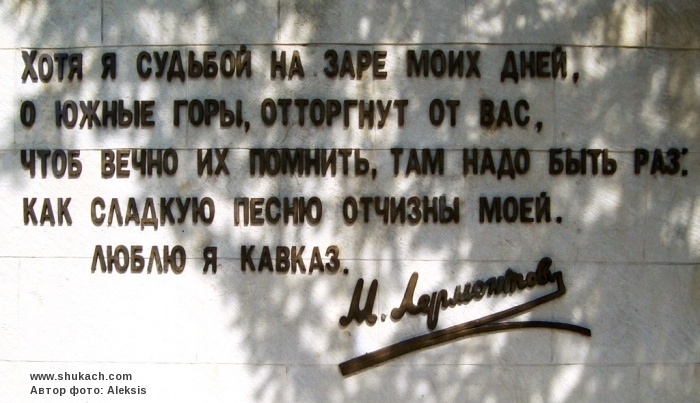 ХОТЯ Я СУДЬБОЙ НА ЗАРЕ МОИХ ДНЕЙ,
О ЮЖНЫЕ ГОРЫ, ОТТОРГНУТ ОТ ВАС,
ЧТОБ ВЕЧНО ИХ ПОМНИТЬ, ТАМ НАДО БЫТЬ РАЗ:
КАК СЛАДКУЮ ПЕСНЮ ОТЧИЗНЫ МОЕЙ.
ЛЮБЛЮ Я КАВКАЗ.
М. Лермонтов
www.shukach.com
Автор фото: Aleksis